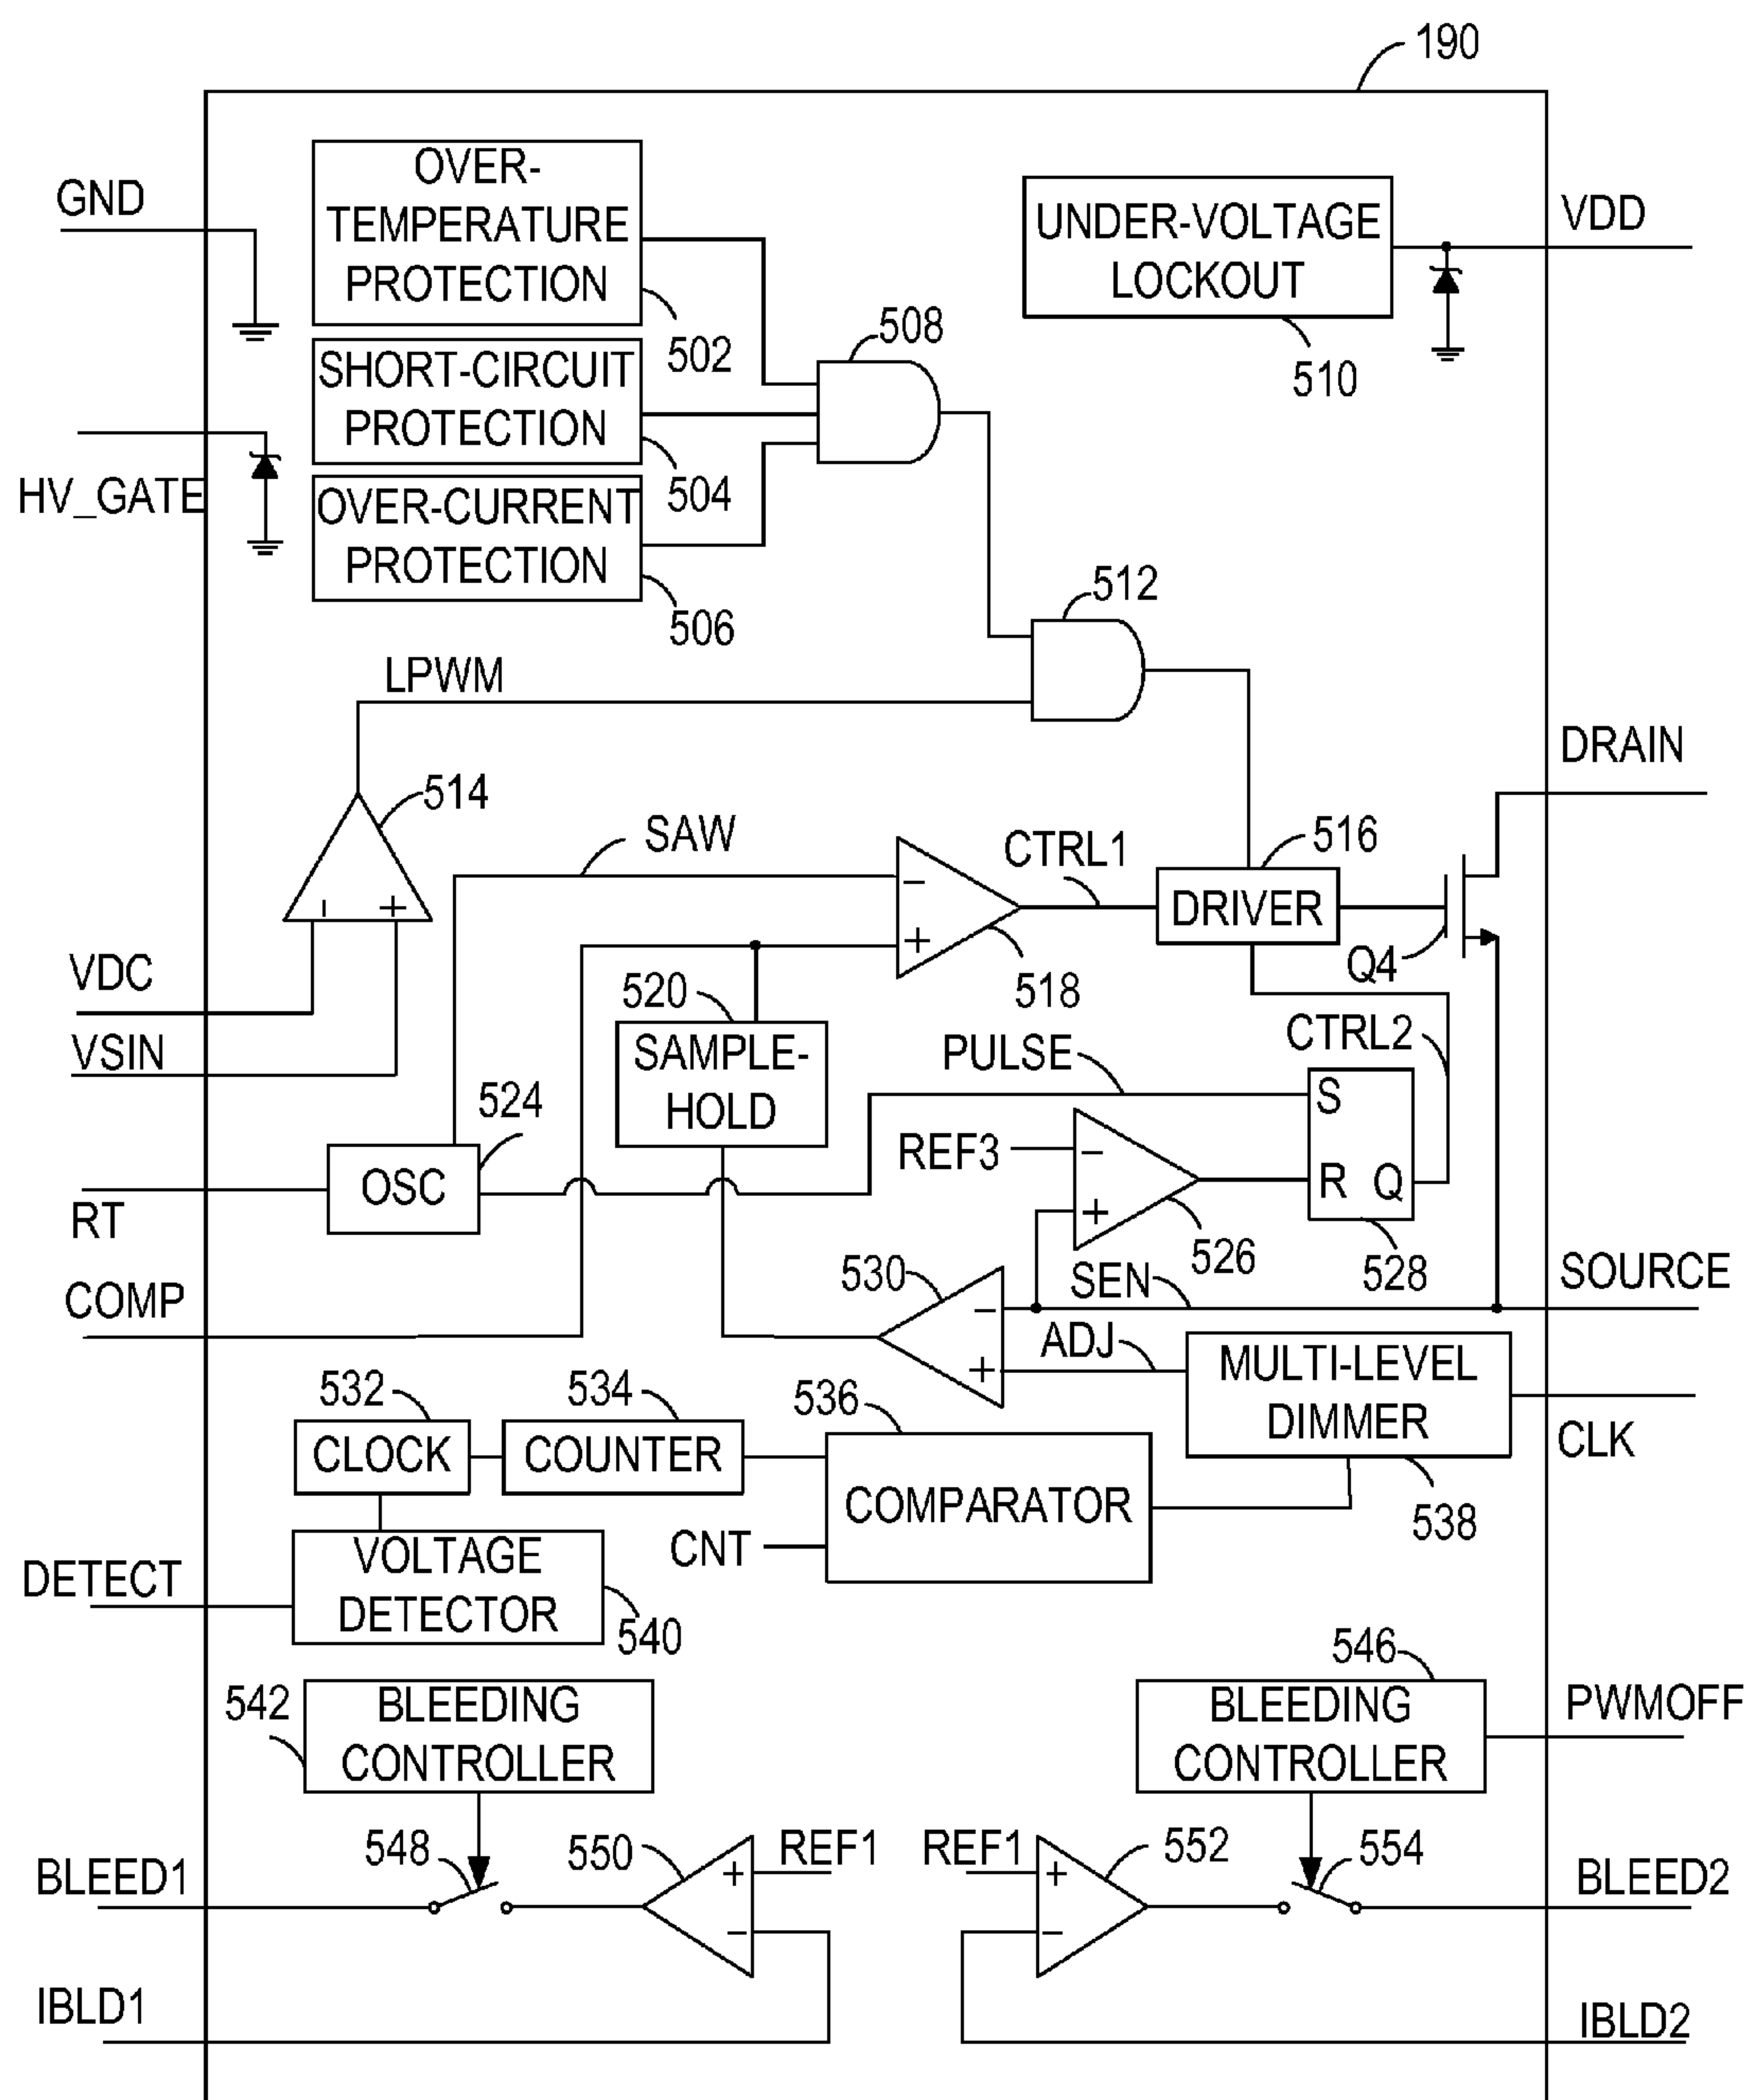 190
OVER-
TEMPERATURE
PROTECTION
GND
UNDER-VOLTAGE
LOCKOUT
VDD
502
508
510
SHORT-CIRCUIT
PROTECTION
HV_GATE
504
OVER-CURRENT
PROTECTION
506
512
LPWM
DRAIN
514
SAW
CTRL1
516
DRIVER
−
+
518
Q4
- +
VDC
VSIN
520
SAMPLE-
HOLD
PULSE
CTRL2
524
OSC
RT
REF3
−
+
526
S
R Q
528
COMP
530
SEN
SOURCE
−
+
ADJ
MULTI-LEVEL
DIMMER
CLK
538
532
CLOCK
534
COUNTER
536
COMPARATOR
CNT
DETECT
VOLTAGE
DETECTOR
540
542
BLEEDING
CONTROLLER
546
BLEEDING
CONTROLLER
PWMOFF
548
550
REF1
+
−
REF1
+
−
552
554
BLEED1
BLEED2
IBLD1
IBLD2